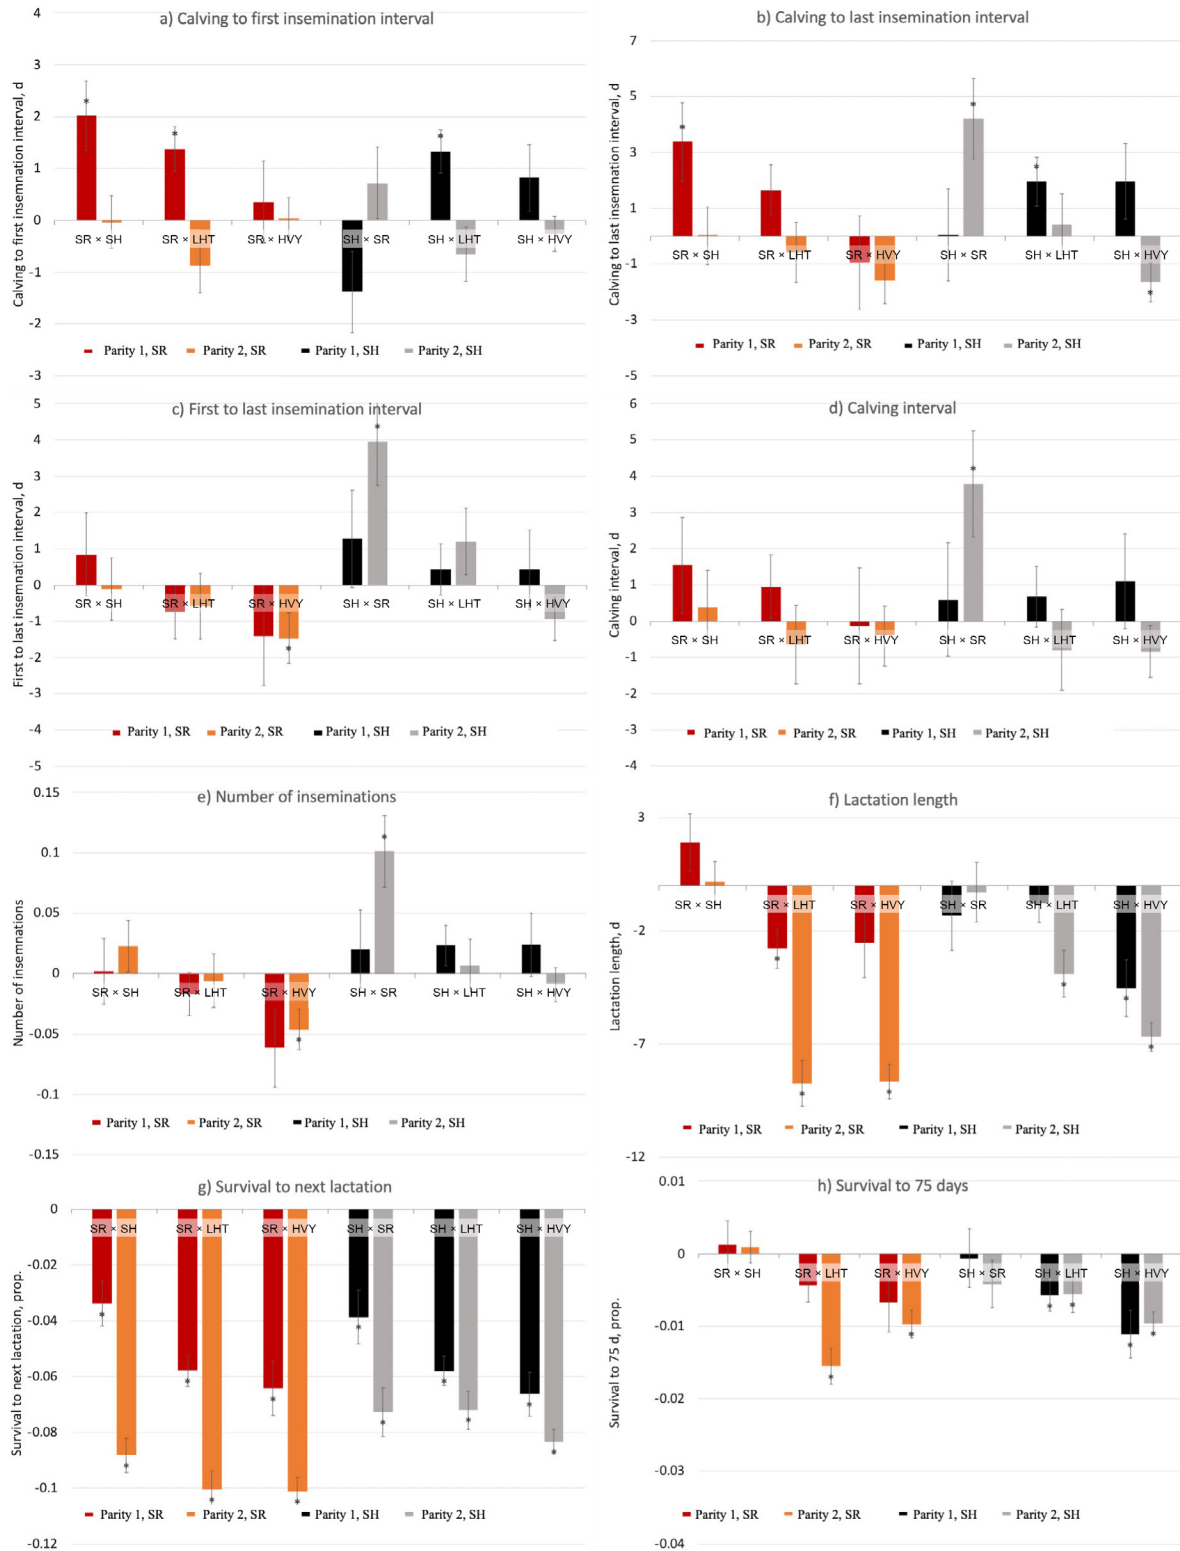 a) Calving to first insemination interval
Calving to first insemnation interval, d
4
3
2
1
0
-1
-2
-3
* * *
SR × SH SR × LHT SR × HVY SH × SR SH × LHT SH × HVY
Parity 1, SR Parity 2, SR Parity 1, SH Parity 2, SH
b) Calving to last insemination interval
Calving to last insemnation interval, d
7
5
3
1
-1
-3
-5
* * * *
SR × SH SR × LHT SR × HVY SH × SR SH × LHT SH × HVY
Parity 1, SR Parity 2, SR Parity 1, SH Parity 2, SH
c) First to last insemination interval
First to last insemnation interval, d
5
4
3
2
1
0
-1
-2
-3
-4
-5
* *
SR × SH SR × LHT SR × HVY SH × SR SH × LHT SH × HVY
Parity 1, SR Parity 2, SR Parity 1, SH Parity 2, SH
d) Calving interval
Calving interval, d
6
5
4
3
2
1
0
-1
-2
-3
-4
*
SR × SH SR × LHT SR × HVY SH × SR SH × LHT SH × HVY
Parity 1, SR Parity 2, SR Parity 1, SH Parity 2, SH
e) Number of inseminations
Number of insemnations
0.15
0.1
0.05
0
-0.05
-0.1
-0.15
* *
SR × SH SR × LHT SR × HVY SH × SR SH × LHT SH × HVY
Parity 1, SR Parity 2, SR Parity 1, SH Parity 2, SH
f) Lactation length
Lactation length, d
3
-2
-7
-12
SR × SH SR × LHT SR × HVY SH × SR SH × LHT SH × HVY
* * * * * *
Parity 1, SR Parity 2, SR Parity 1, SH Parity 2, SH
g) Survival to next lactation
Survival to next lactation, prop.
0
-0.02
-0.04
-0.06
-0.08
-0.1
-0.12
SR × SH SR × LHT SR × HVY SH × SR SH × LHT SH × HVY
* * * * * * * * * * * *
Parity 1, SR Parity 2, SR Parity 1, SH Parity 2, SH
h) Survival to 75 days
Survival to 75 d, prop.
0.01
0
-0.01
-0.02
-0.03
-0.04
SR × SH SR × LHT SR × HVY SH × SR SH × LHT SH × HVY
* * * * * *
Parity 1, SR Parity 2, SR Parity 1, SH Parity 2, SH